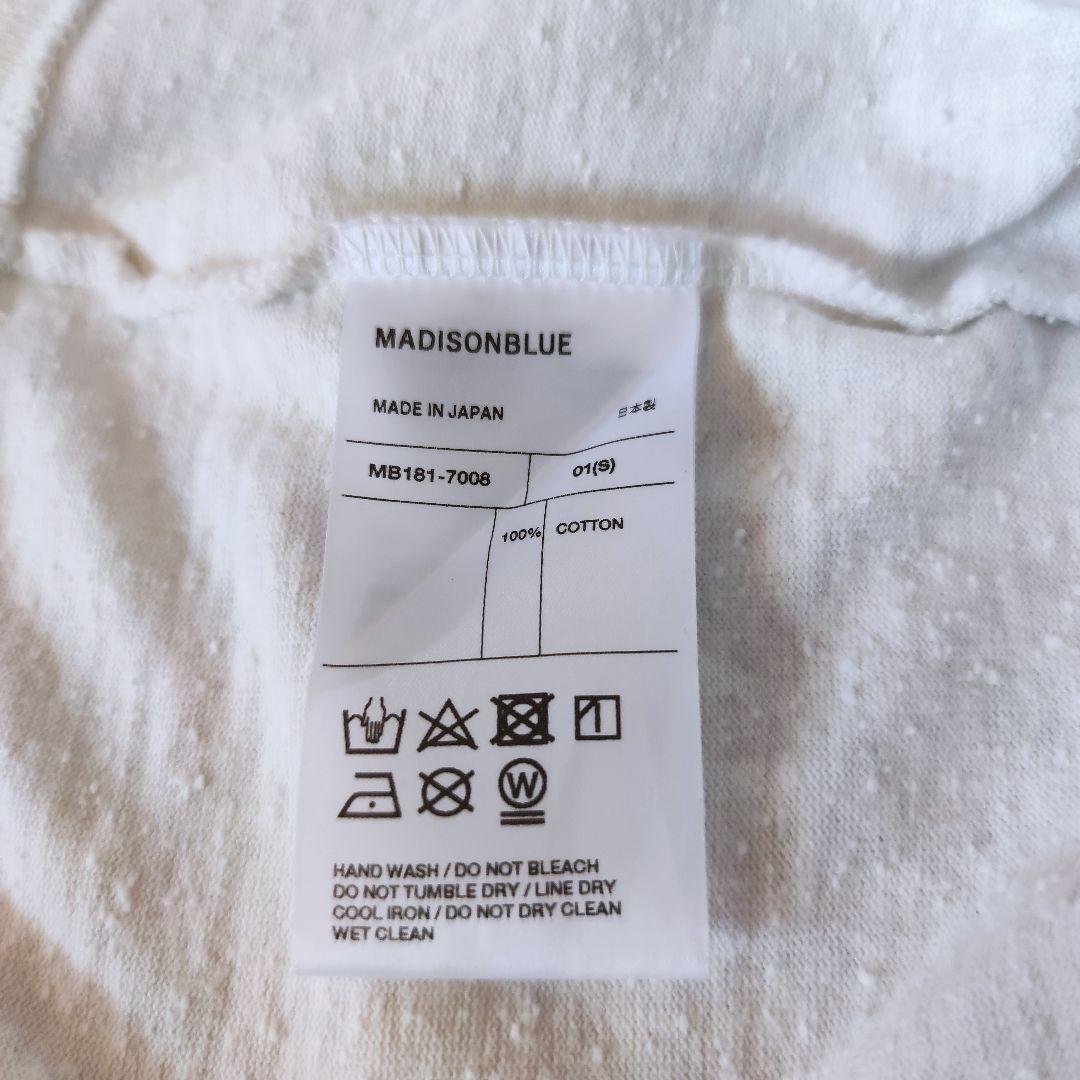 MADISONBLUE
MADE IN JAPAN 日本製
MB181-7008 01(S)
100% COTTON
W
HAND WASH / DO NOT BLEACH
DO NOT TUMBLE DRY / LINE DRY
COOL IRON / DO NOT DRY CLEAN
WET CLEAN